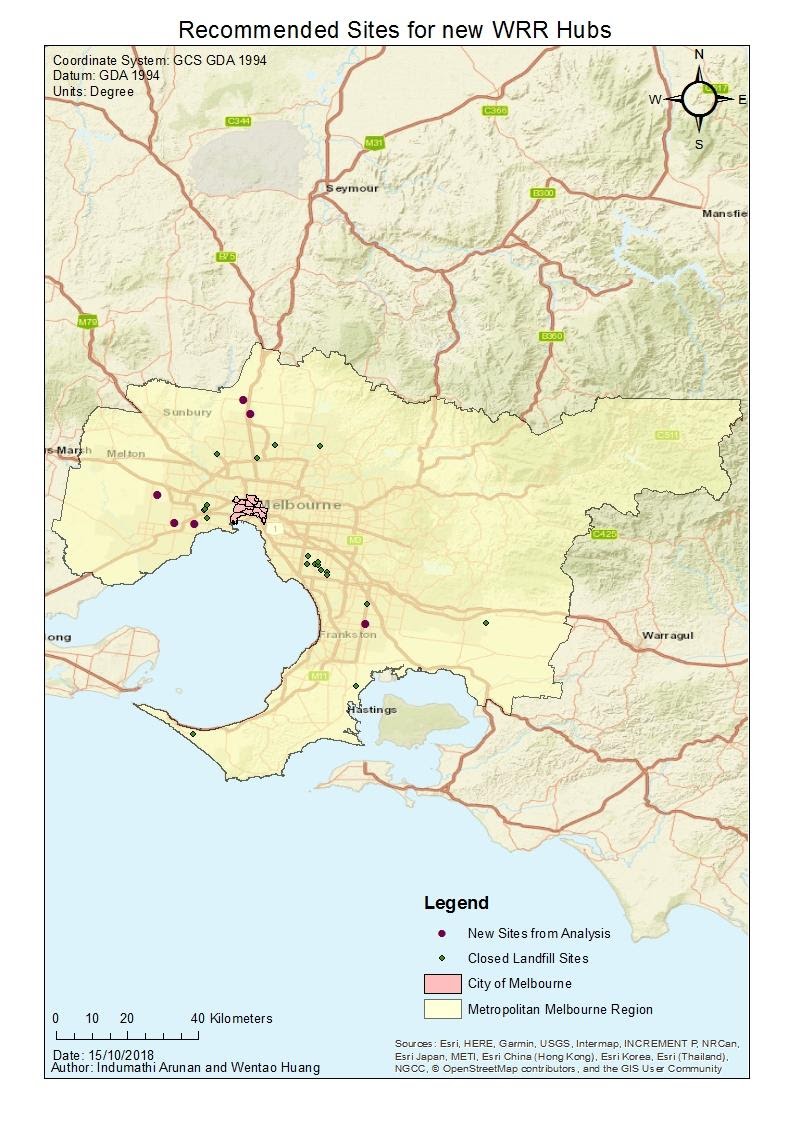 Recommended Sites for new WRR Hubs
Coordinate System: GCS GDA 1994
Datum: GDA 1994
Units: Degree
N
W
E
S
C344
C366
M31
Seymour
B300
Mansfie
B75
M79
B360
Sunbury
C511
s-Marsh
Melton
Melbourne
1
M3
C425
ong
Frankston
Warragul
M11
Hastings
Legend
New Sites from Analysis
Closed Landfill Sites
City of Melbourne
Metropolitan Melbourne Region
0 10 20 40 Kilometers
Date: 15/10/2018
Author: Indumathi Arunan and Wentao Huang
Sources: Esri, HERE, Garmin, USGS, Intermap, INCREMENT P, NRCan,
Esri Japan, METI, Esri China (Hong Kong), Esri Korea, Esri (Thailand),
NGCC, © OpenStreetMap contributors, and the GIS User Community